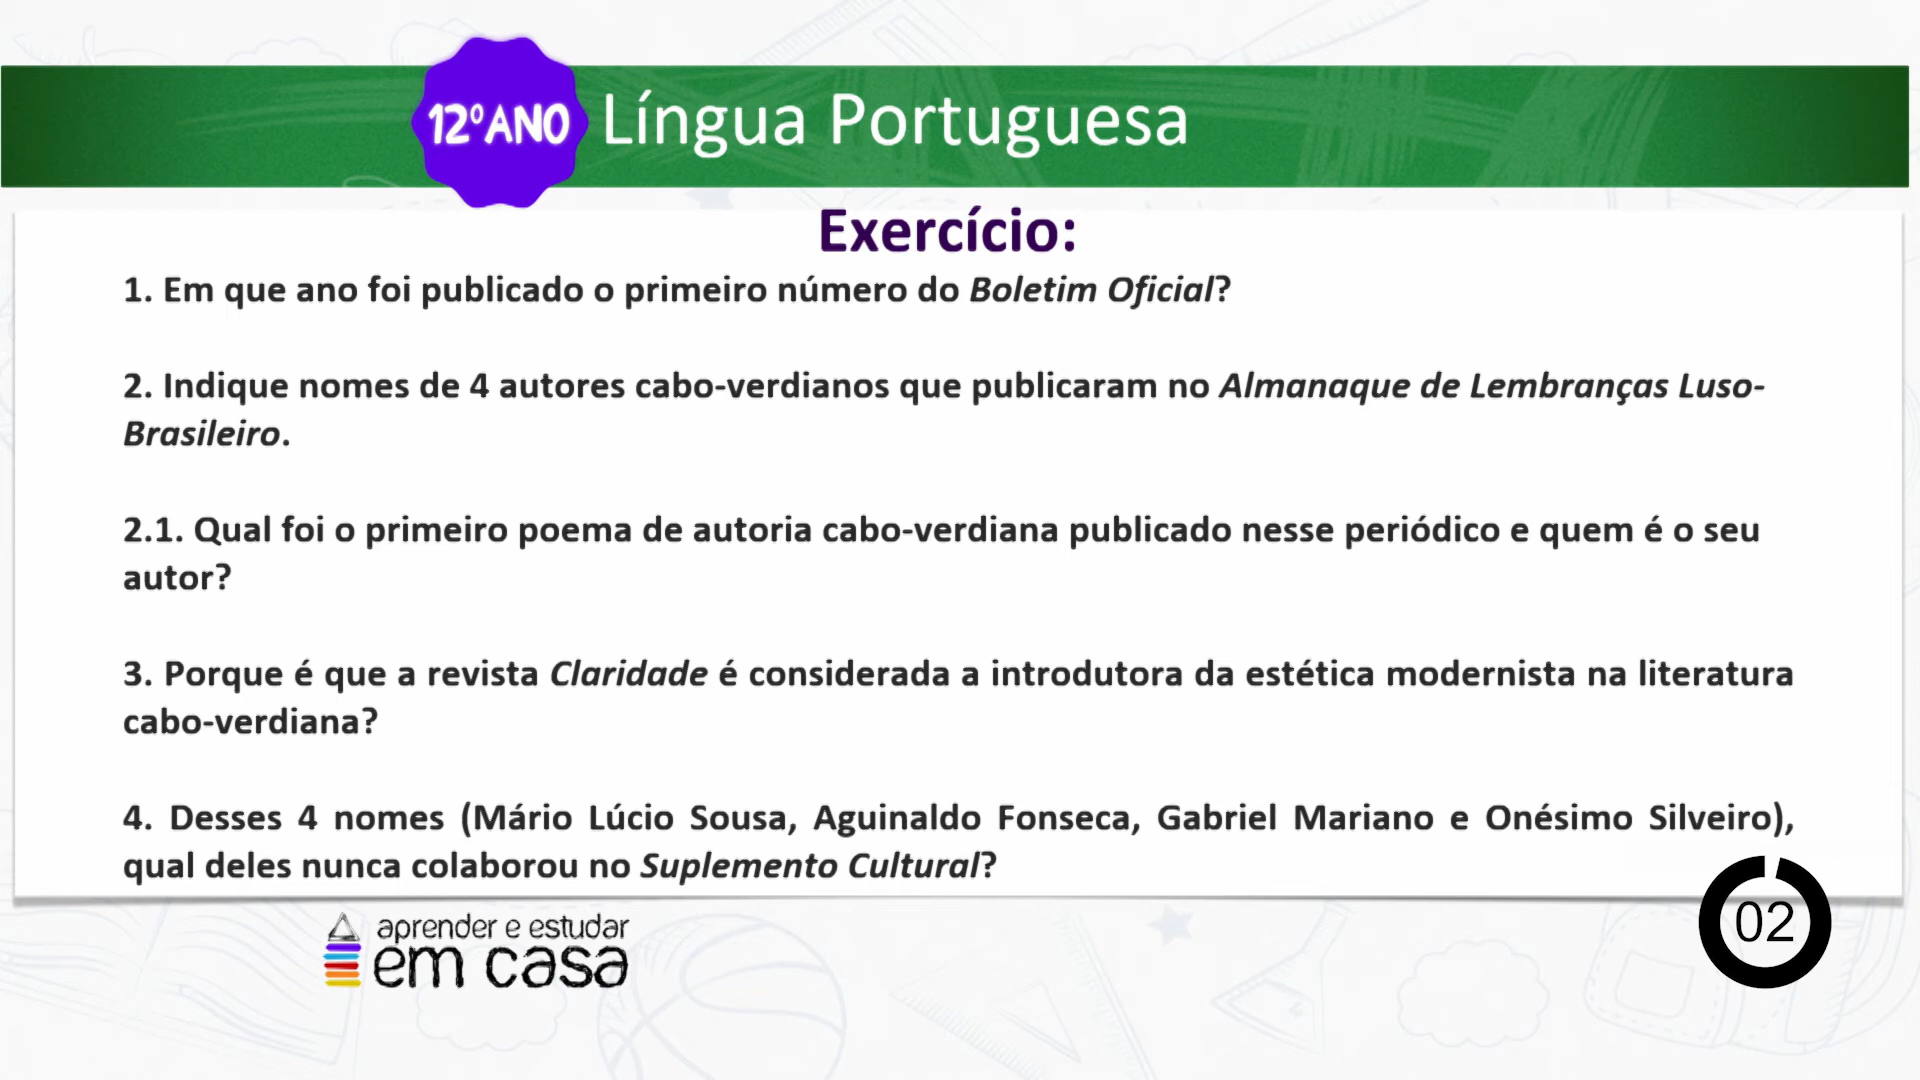 12ºANO Língua Portuguesa
Exercício:
1. Em que ano foi publicado o primeiro número do Boletim Oficial?
2. Indique nomes de 4 autores cabo-verdianos que publicaram no Almanaque de Lembranças Luso-
Brasileiro.
2.1. Qual foi o primeiro poema de autoria cabo-verdiana publicado nesse periódico e quem é o seu
autor?
3. Porque é que a revista Claridade é considerada a introdutora da estética modernista na literatura
cabo-verdiana?
4. Desses 4 nomes (Mário Lúcio Sousa, Aguinaldo Fonseca, Gabriel Mariano e Onésimo Silveiro),
qual deles nunca colaborou no Suplemento Cultural?
02
aprender e estudar
em casa